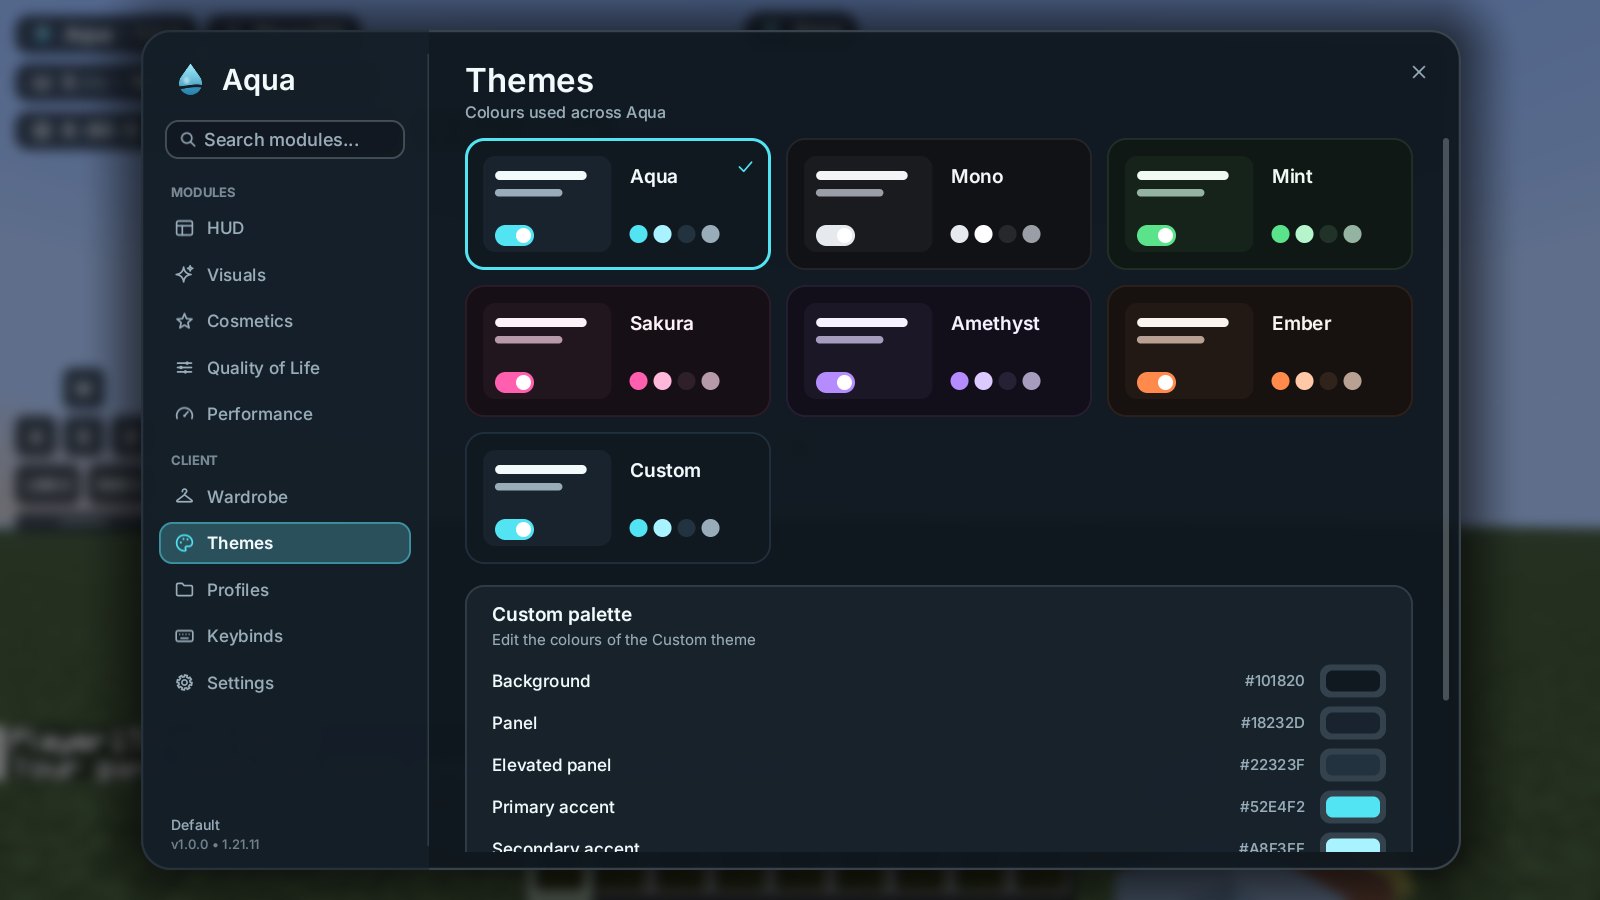 Aqua
Search modules...
MODULES
HUD
Visuals
Cosmetics
Quality of Life
Performance
CLIENT
Wardrobe
Themes
Profiles
Keybinds
Settings
Default
v1.0.0 • 1.21.11
Themes
Colours used across Aqua
Aqua
Mono
Mint
Sakura
Amethyst
Ember
Custom
Custom palette
Edit the colours of the Custom theme
Background #101820
Panel #18232D
Elevated panel #22323F
Primary accent #52E4F2
Secondary accent #A8F3FF